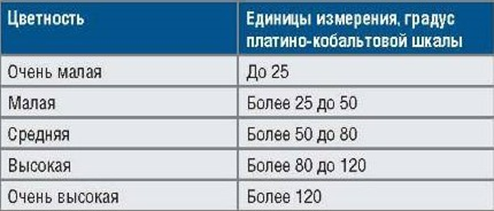 Цветность
Единицы измерения, градус
платино-кобальтовой шкалы
Очень малая
До 25
Малая
Более 25 до 50
Средняя
Более 50 до 80
Высокая
Более 80 до 120
Очень высокая
Более 120